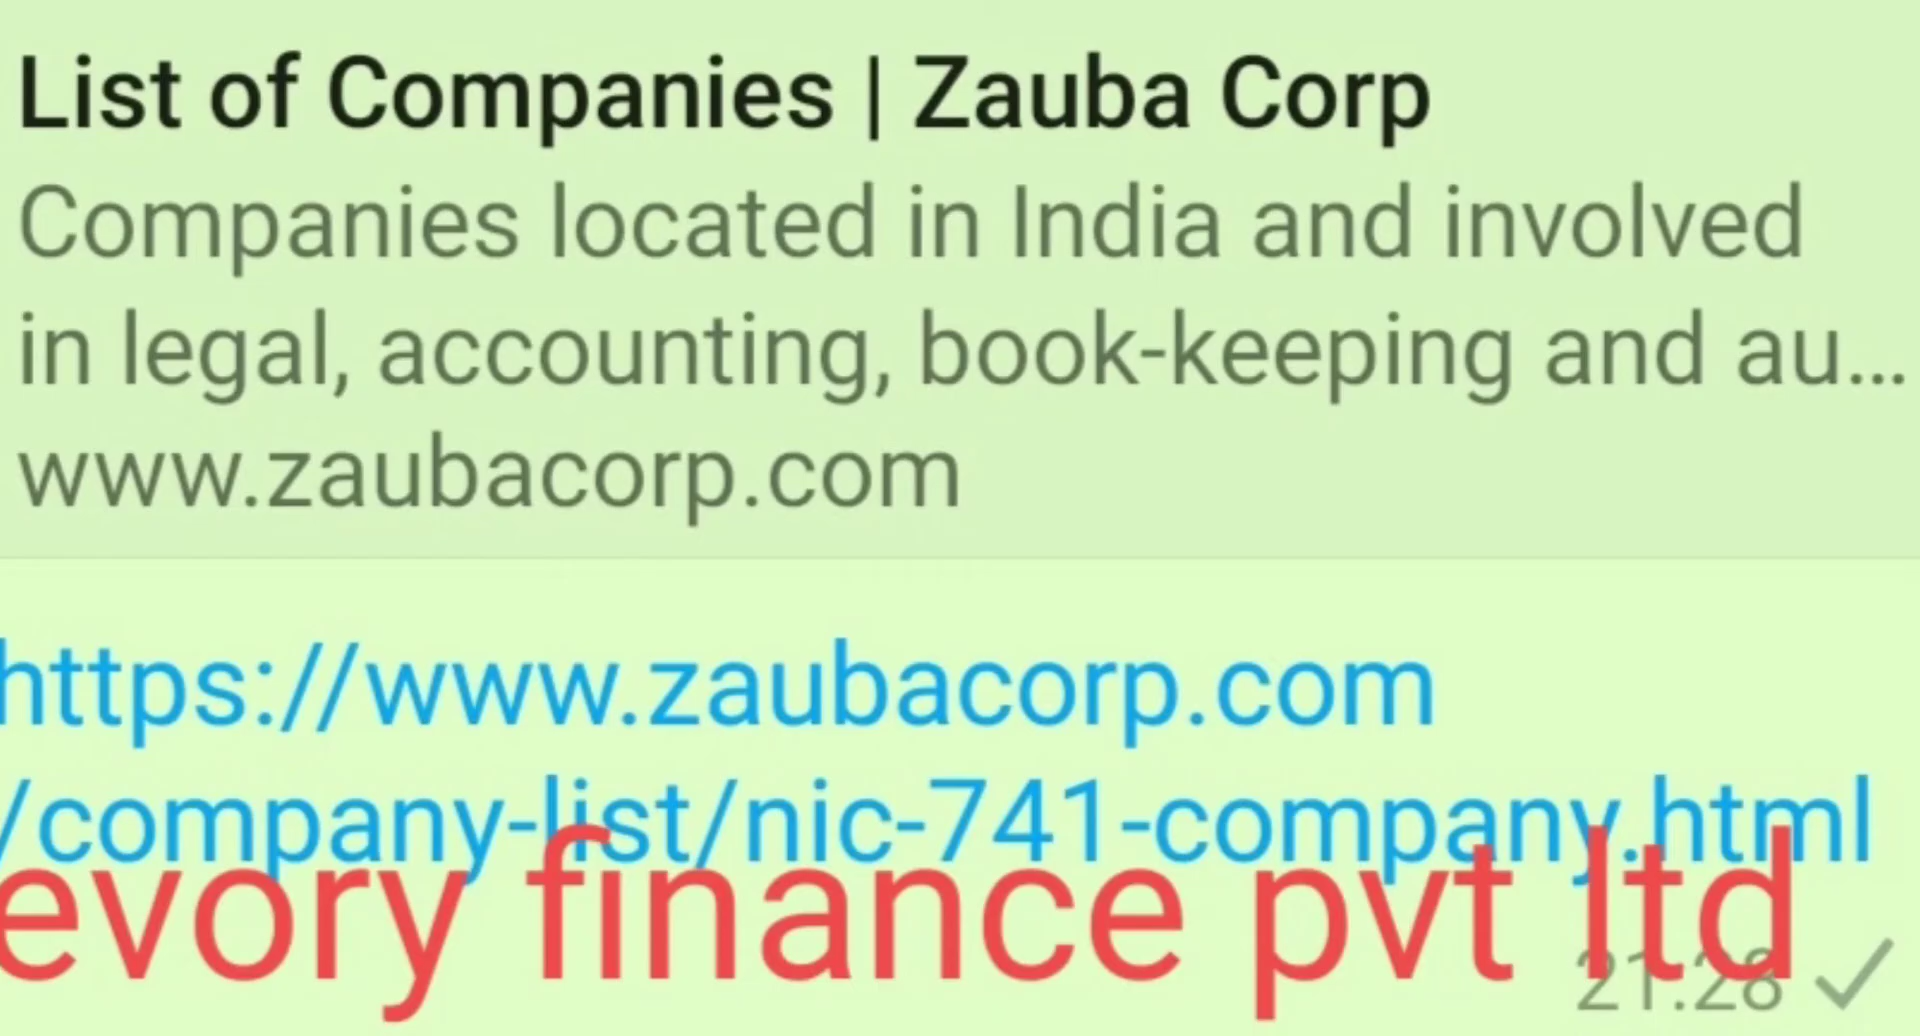 List of Companies | Zauba Corp
Companies located in India and involved
in legal, accounting, book-keeping and au...
www.zaubacorp.com
https://www.zaubacorp.com
/company-list/nic-741-company.html
evory finance pvt ltd
21:28